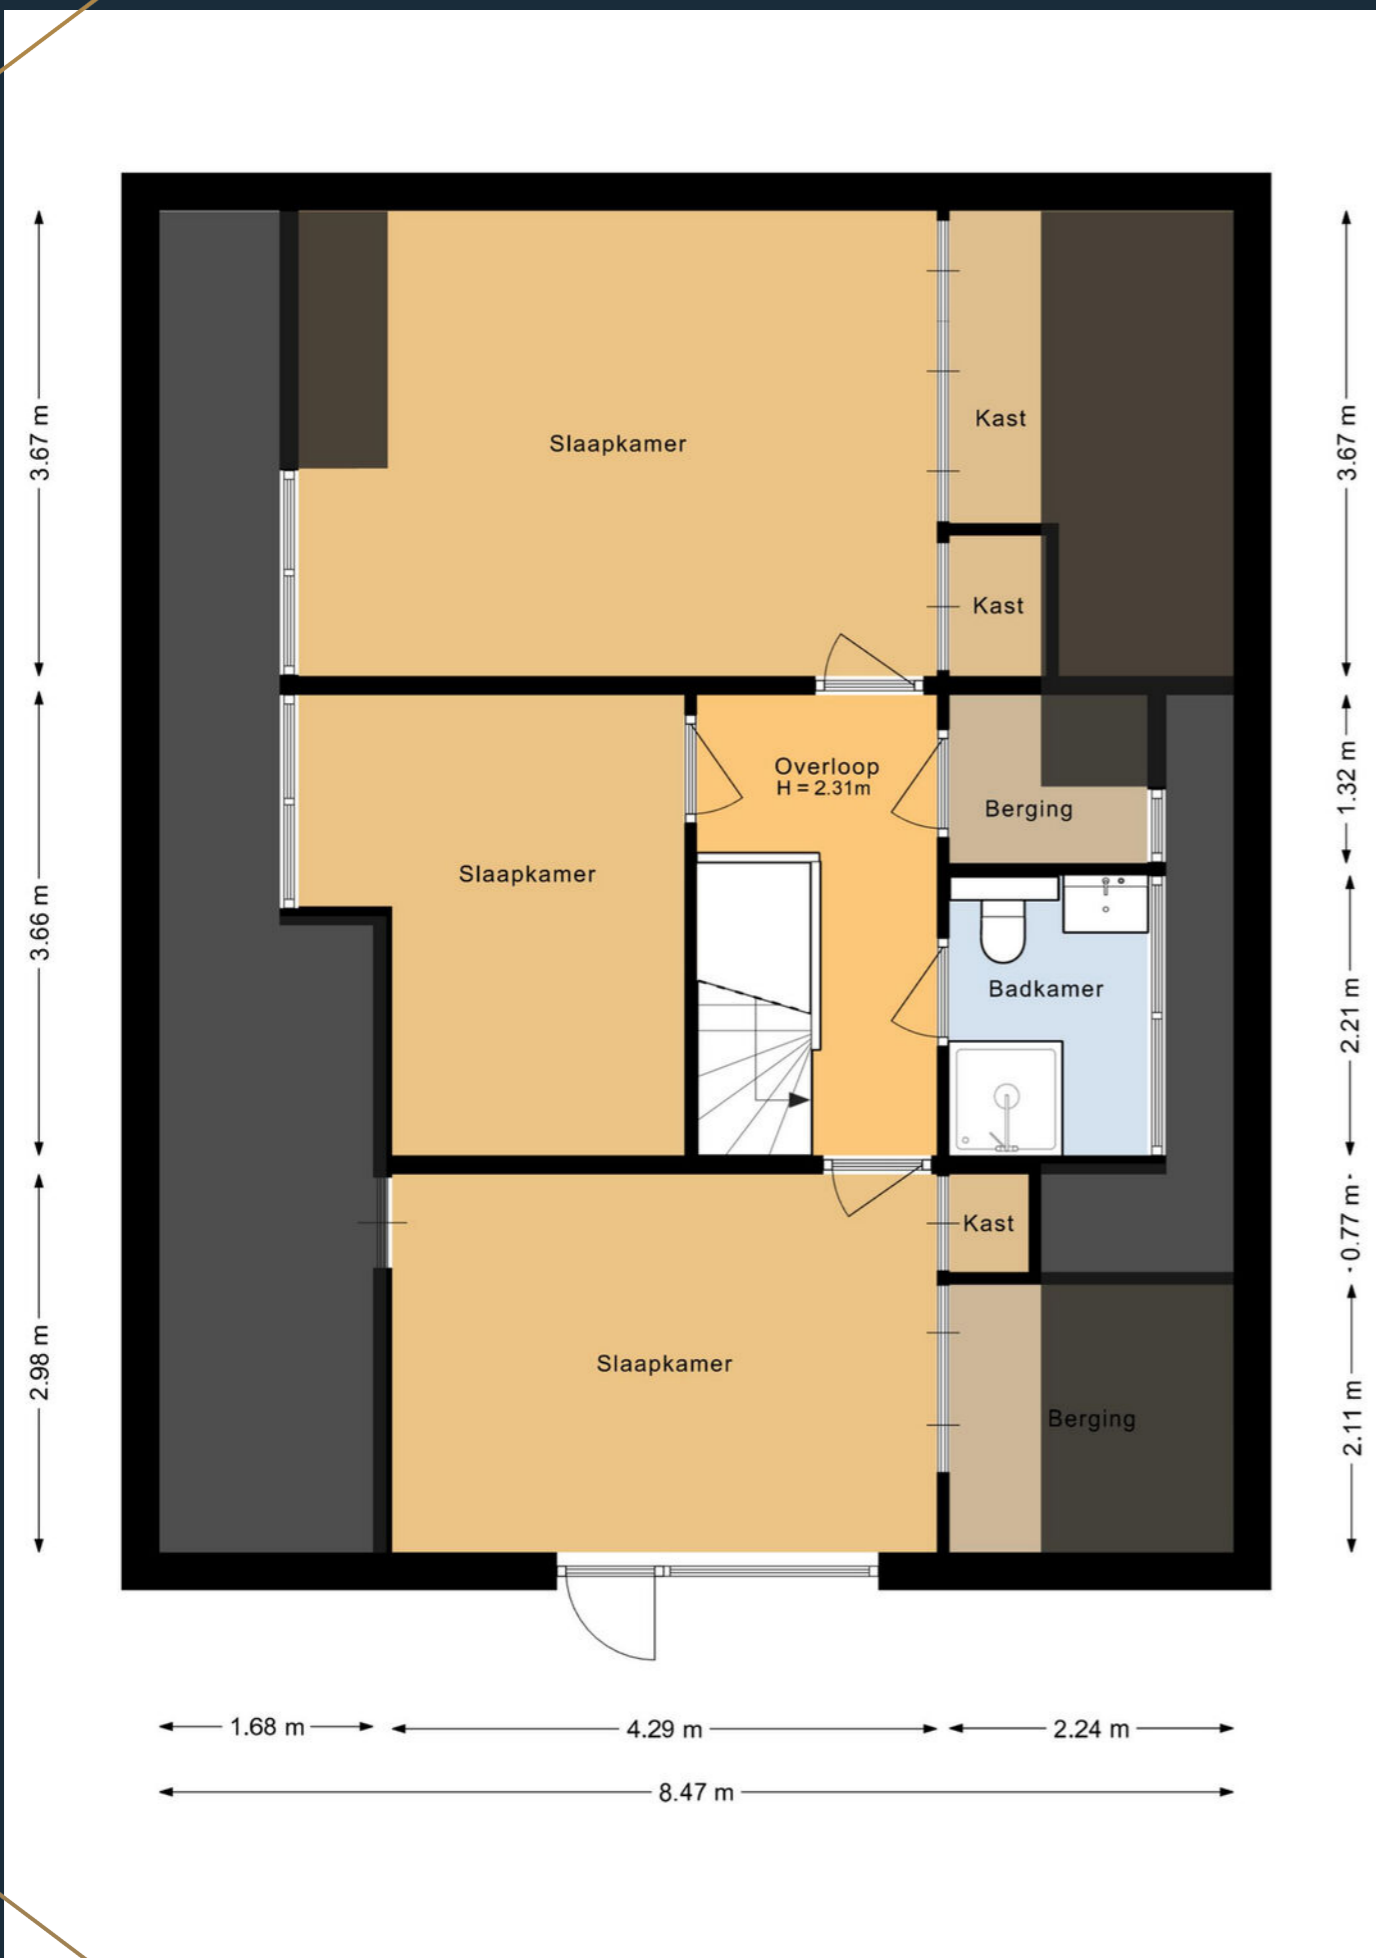 Slaapkamer
Kast
Kast
3.67 m
3.67 m
Overloop
H = 2.31m
Berging
1.32 m
Slaapkamer
3.66 m
Badkamer
2.21 m
Kast
0.77 m
Slaapkamer
2.98 m
Berging
2.11 m
1.68 m
4.29 m
2.24 m
8.47 m